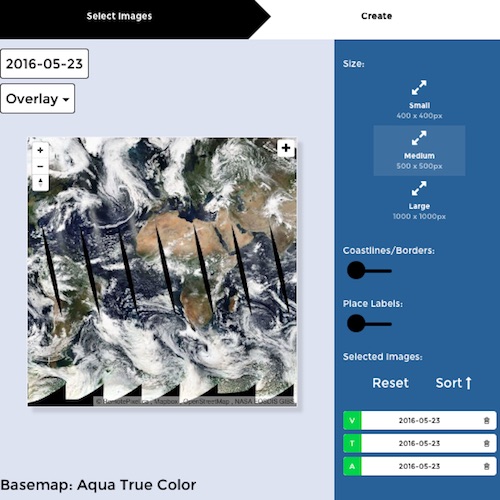 Select Images
Create
2016-05-23
Overlay
Size:
Small
400 x 400px
Medium
500 x 500px
Large
1000 x 1000px
Coastlines/Borders:
Place Labels:
Selected Images:
Reset Sort
V 2016-05-23
T 2016-05-23
A 2016-05-23
+
−
+
Mapbox, OpenStreetMap, NASA EOSDIS GIBS
Basemap: Aqua True Color